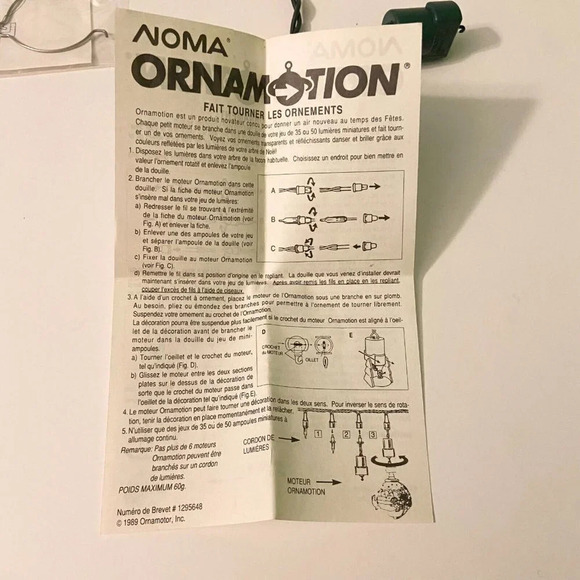 NOMA®
ORNAMOTION®
FAIT TOURNER LES ORNEMENTS
Ornamotion est un produit novateur conçu pour donner un air nouveau au temps des Fêtes.
Chaque petit moteur se branche dans une douille de votre jeu de 35 ou 50 lumières miniatures et fait tourn-
er un de vos ornements. Voyez vos ornements transparents et réfléchissants danser et briller grâce aux
couleurs reflétées par les lumières de votre arbre de Noël!
1. Disposez les lumières dans votre arbre de la façon habituelle. Choisissez un endroit pour bien mettre en
valeur l'ornement rotatif et enlevez l'ampoule
de la douille.
2. Brancher le moteur Ornamotion dans cette
douille. Si la fiche du moteur Ornamotion
s'insère mal dans votre jeu de lumières:
a) Redresser le fil se trouvant à l'extrémité
de la fiche du moteur Ornamotion (voir
Fig. A) et enlever la fiche.
b) Enlever une des ampoules de votre jeu
et séparer l'ampoule de la douille (voir
Fig. B).
c) Fixer la douille au moteur Ornamotion
(voir Fig. C).
A
B
C
d) Remettre le fil dans sa position d'origine en le repliant. La douille que vous venez d'installer devrait
maintenant s'insérer dans votre jeu de lumières. Après avoir remis les fils en place en les repliant,
couper l'excès de fils à l'aide de ciseaux.
3. A l'aide d'un crochet à ornement, placez le moteur de l'Ornamotion sous une branche en sur plomb.
Au besoin, pliez ou émondez des branches pour permettre à l'ornement de tourner librement.
Suspendez votre ornement au crochet de l'Ornamotion.
La décoration pourra être suspendue plus facilement si le crochet du moteur Ornamotion est aligné à l'oeil-
let de la décoration avant de brancher le
moteur dans la douille du jeu de mini-
ampoules.
a) Tourner l'oeillet et le crochet du moteur,
tel qu'indiqué (Fig. D).
b) Glissez le moteur entre les deux sections
plates sur le dessus de la décoration de
sorte que le crochet du moteur passe dans
l'oeillet de la décoration tel qu'indiqué (Fig.E).
D
CROCHET
du MOTEUR
OILLET
E
4. Le moteur Ornamotion peut faire tourner une décoration dans les deux sens. Pour inverser le sens de rota-
tion, tenir la décoration en place momentanément et la relâcher.
5. N'utiliser que des jeux de 35 ou de 50 ampoules miniatures à
allumage continu.
Remarque: Pas plus de 6 moteurs
Ornamotion peuvent être
branchés sur un cordon
de lumières.
POIDS MAXIMUM 60g.
CORDON DE
LUMIÈRES
1
2
3
MOTEUR
ORNAMOTION
Numéro de Brevet # 1295648
© 1989 Ornamotor, Inc.